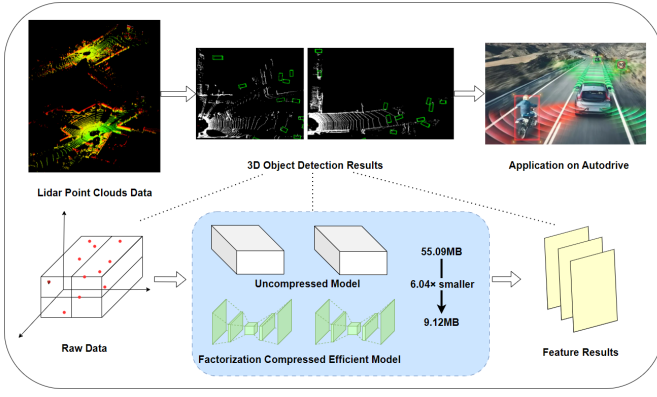 Lidar Point Clouds Data
3D Object Detection Results
Application on Autodrive
Raw Data
Uncompressed Model
Factorization Compressed Efficient Model
55.09MB
6.04× smaller
9.12MB
Feature Results